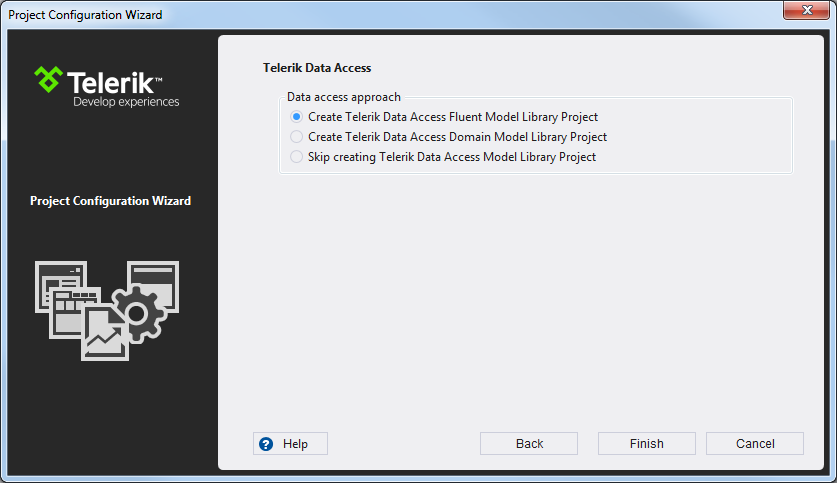 Project Configuration Wizard
Telerik™
Develop experiences
Project Configuration Wizard
Telerik Data Access
Data access approach
Create Telerik Data Access Fluent Model Library Project
Create Telerik Data Access Domain Model Library Project
Skip creating Telerik Data Access Model Library Project
? Help
Back
Finish
Cancel